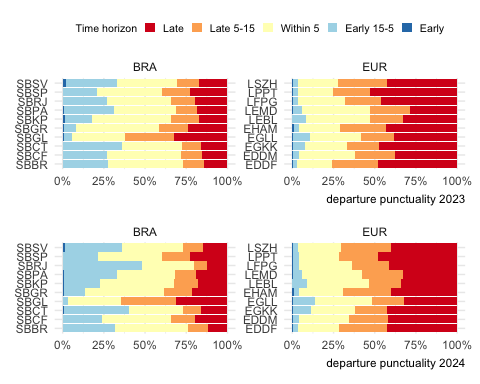 Time horizon Late Late 5-15 Within 5 Early 15-5 Early
BRA EUR
SBSV LSZH
SBSP LPPT
SBRJ LFPG
SBPA LEMD
SBKP LEBL
SBGR EHAM
SBGL EGLL
SBCT EGKK
SBCF EDDM
SBBR EDDF
0% 25% 50% 75% 100% 0% 25% 50% 75% 100%
departure punctuality 2023
BRA EUR
SBSV LSZH
SBSP LPPT
SBRJ LFPG
SBPA LEMD
SBKP LEBL
SBGR EHAM
SBGL EGLL
SBCT EGKK
SBCF EDDM
SBBR EDDF
0% 25% 50% 75% 100% 0% 25% 50% 75% 100%
departure punctuality 2024